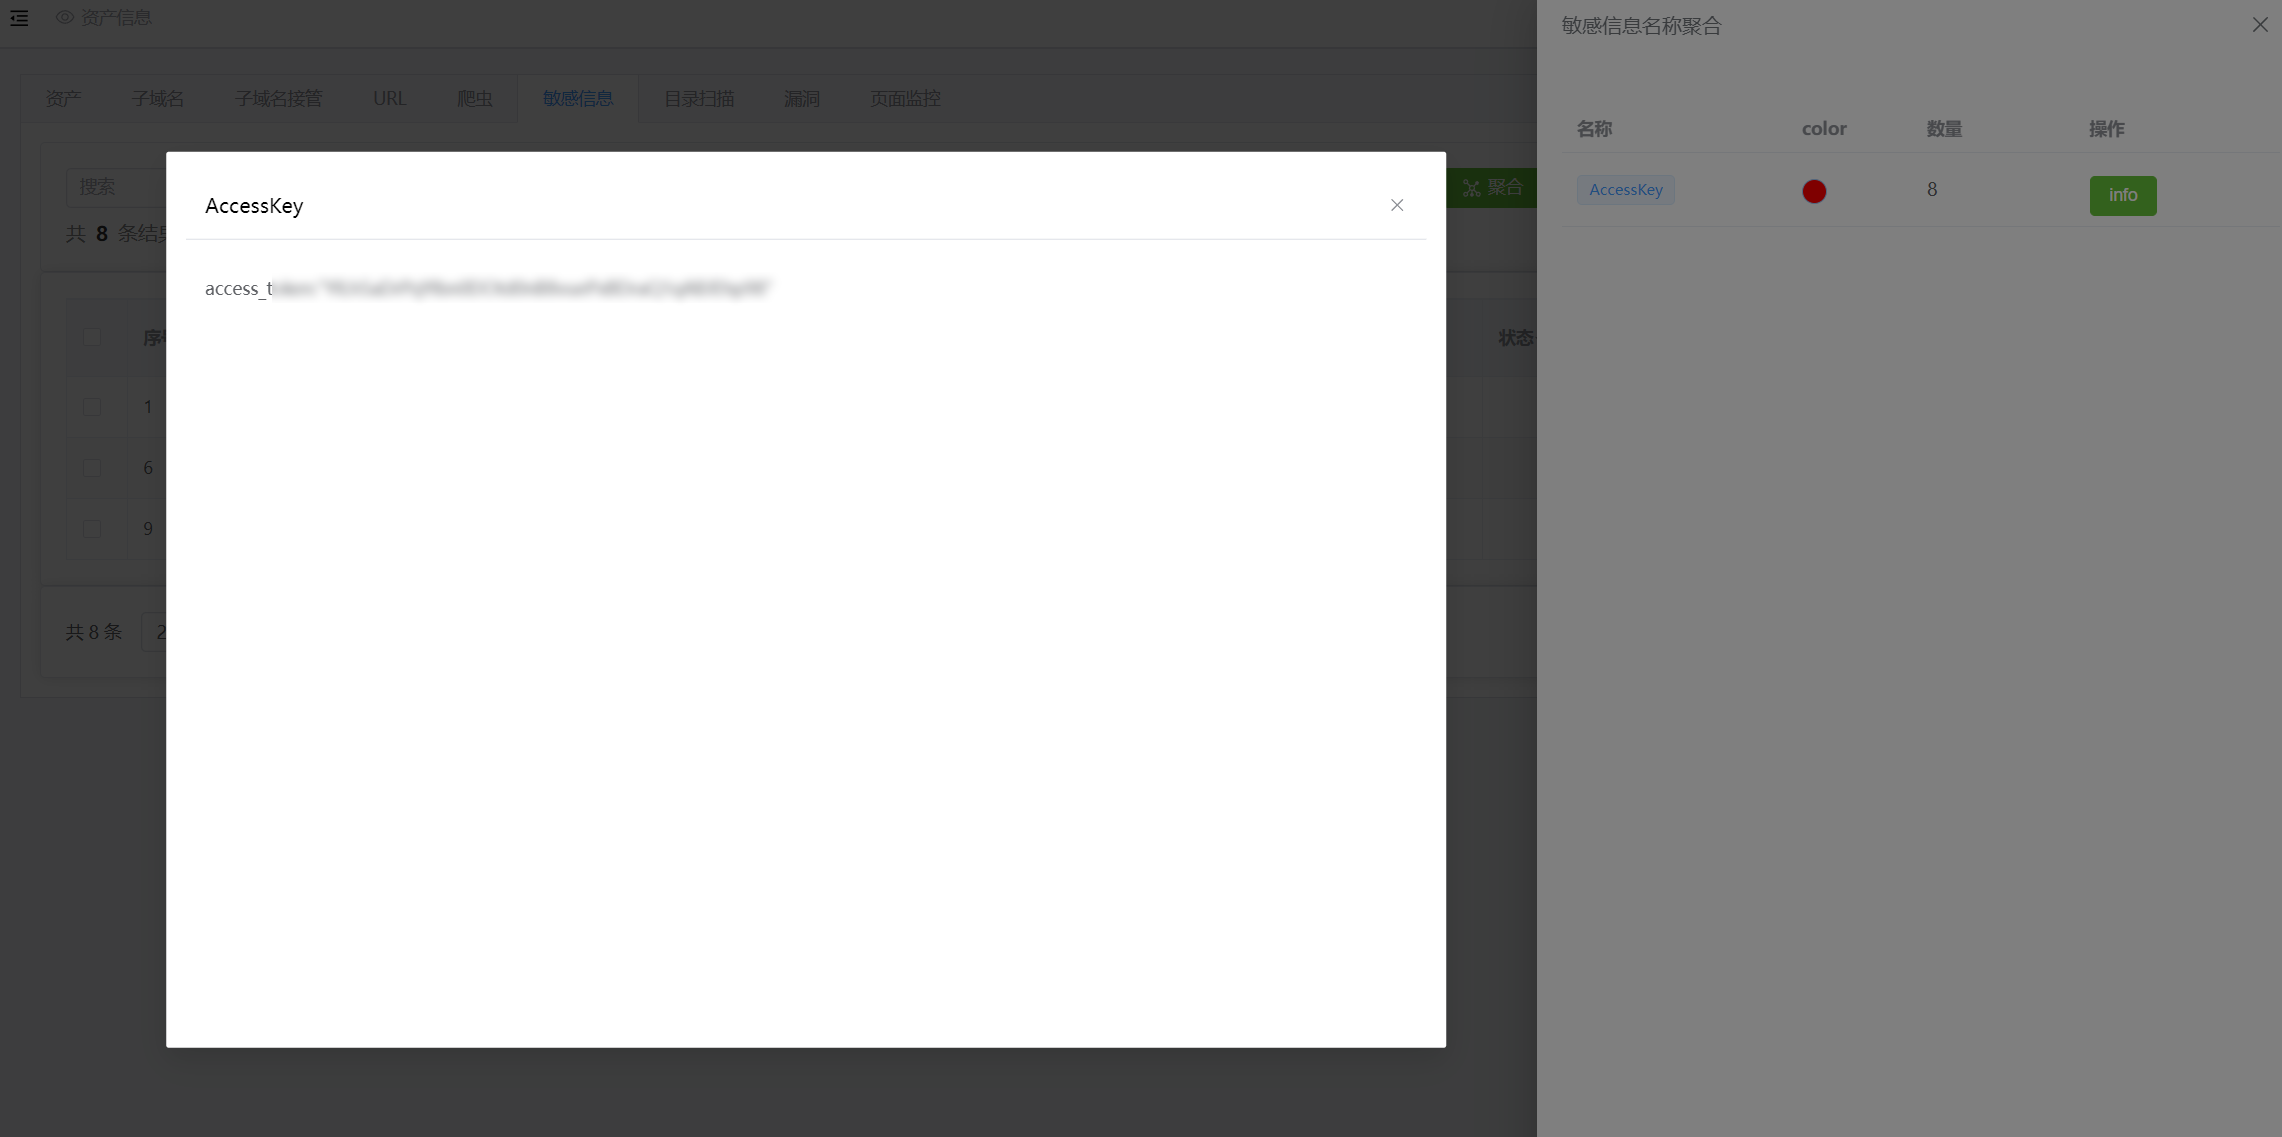 资产信息
资产 子域名 子域名接管 URL 爬虫 敏感信息 目录扫描 漏洞 页面监控
搜索
聚合
共 8 条结
序
状态
1
6
9
共 8 条
2
AccessKey
access_t
敏感信息名称聚合
名称 color 数量 操作
AccessKey 8 info